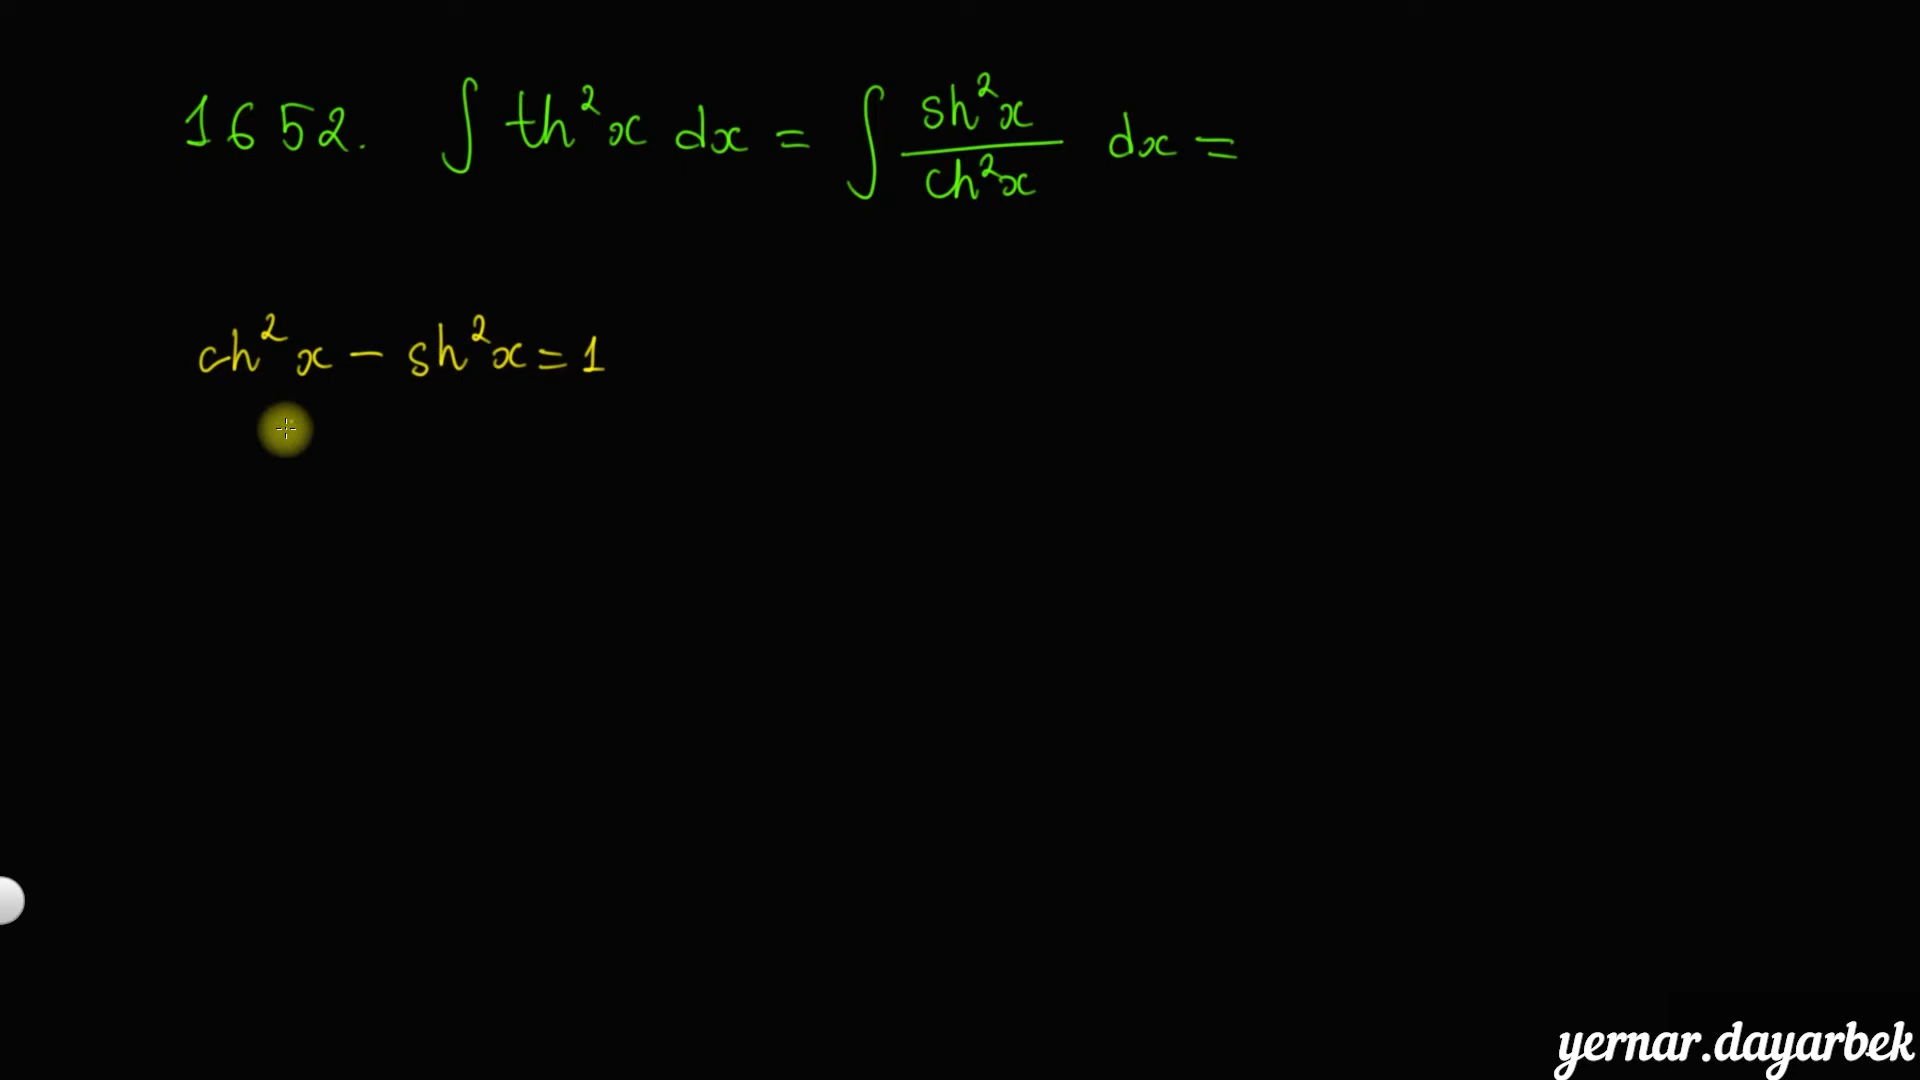 1652. ∫ th²x dx = ∫ sh²x / ch²x dx =
ch²x − sh²x = 1
yernar.dayarbek